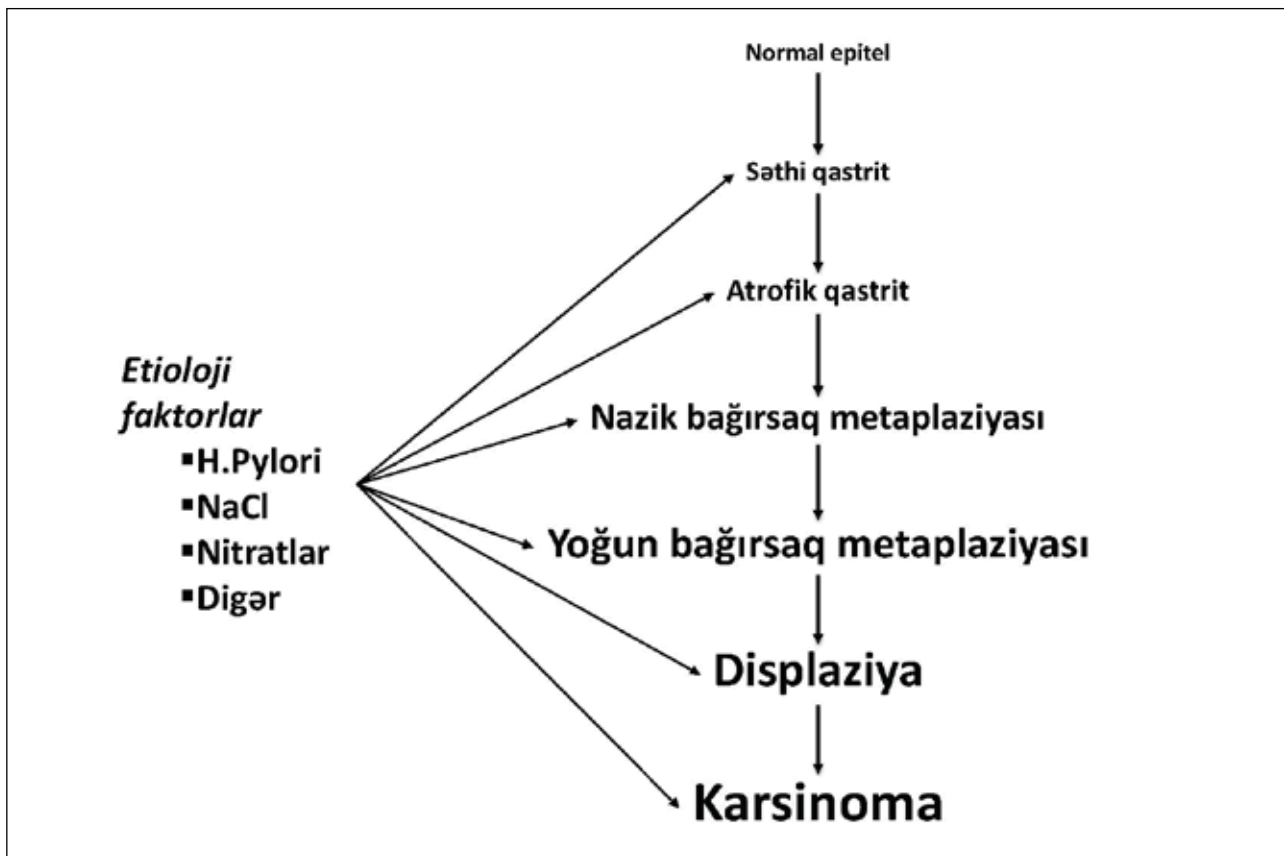 Normal epitel
Səthi qastrit
Atrofik qastrit
Nazik bağırsaq metaplaziyası
Yoğun bağırsaq metaplaziyası
Displaziya
Karsinoma
Etioloji
faktorlar
▪H.Pylori
▪NaCl
▪Nitratlar
▪Digər